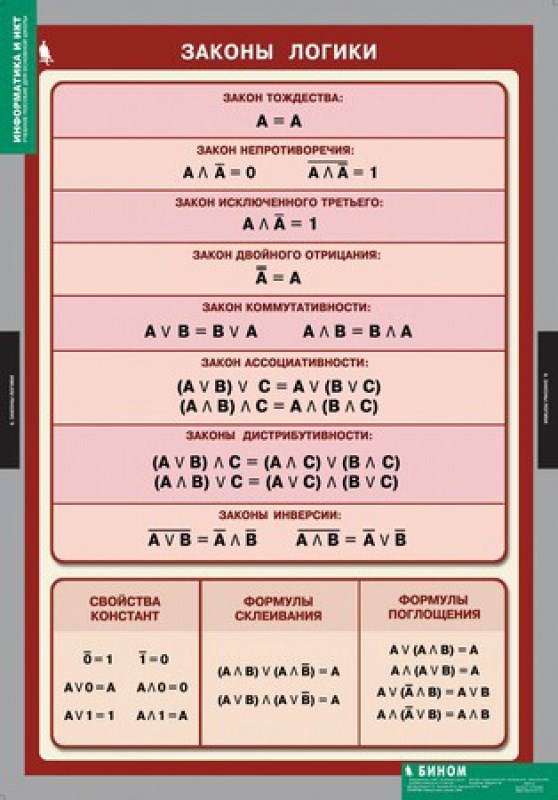 ИНФОРМАТИКА И ИКТ
ЗАКОНЫ ЛОГИКИ
ЗАКОН ТОЖДЕСТВА:
A = A
ЗАКОН НЕПРОТИВОРЕЧИЯ:
A ∧ A̅ = 0 A̅ ̅∧̅ ̅A̅̅ = 1
ЗАКОН ИСКЛЮЧЕННОГО ТРЕТЬЕГО:
A ∧ A̅ = 1
ЗАКОН ДВОЙНОГО ОТРИЦАНИЯ:
A̿ = A
ЗАКОН КОММУТАТИВНОСТИ:
A ∨ B = B ∨ A A ∧ B = B ∧ A
ЗАКОН АССОЦИАТИВНОСТИ:
(A ∨ B) ∨ C = A ∨ (B ∨ C)
(A ∧ B) ∧ C = A ∧ (B ∧ C)
ЗАКОНЫ ДИСТРИБУТИВНОСТИ:
(A ∨ B) ∧ C = (A ∧ C) ∨ (B ∧ C)
(A ∧ B) ∨ C = (A ∨ C) ∧ (B ∨ C)
ЗАКОНЫ ИНВЕРСИИ:
A̅ ̅∨̅ ̅B̅ = A̅ ∧ B̅ A̅ ̅∧̅ ̅B̅ = A̅ ∨ B̅
СВОЙСТВА
КОНСТАНТ
0̅ = 1 1̅ = 0
A ∨ 0 = A A ∧ 0 = 0
A ∨ 1 = 1 A ∧ 1 = A
ФОРМУЛЫ
СКЛЕИВАНИЯ
(A ∧ B) ∨ (A ∧ B̅) = A
(A ∨ B) ∧ (A ∨ B̅) = A
ФОРМУЛЫ
ПОГЛОЩЕНИЯ
A ∨ (A ∧ B) = A
A ∧ (A ∨ B) = A
A ∨ (A̅ ∧ B) = A ∨ B
A ∧ (A̅ ∨ B) = A ∧ B
БИНОМ